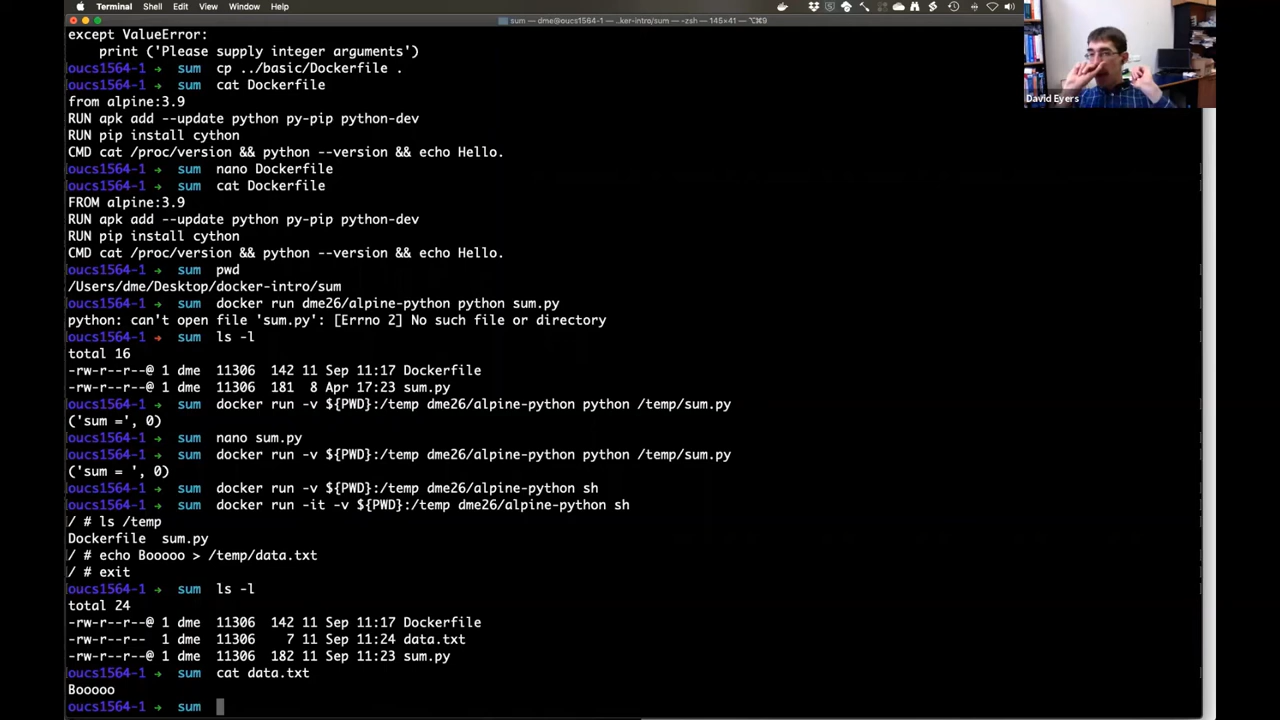 Terminal Shell Edit View Window Help
sum — dme@oucs1564-1 — ..ker-intro/sum — -zsh — 145×41 — ⌥⌘9
except ValueError:
    print ('Please supply integer arguments')
oucs1564-1 → sum cp ../basic/Dockerfile .
oucs1564-1 → sum cat Dockerfile
from alpine:3.9
RUN apk add --update python py-pip python-dev
RUN pip install cython
CMD cat /proc/version && python --version && echo Hello.
oucs1564-1 → sum nano Dockerfile
oucs1564-1 → sum cat Dockerfile
FROM alpine:3.9
RUN apk add --update python py-pip python-dev
RUN pip install cython
CMD cat /proc/version && python --version && echo Hello.
oucs1564-1 → sum pwd
/Users/dme/Desktop/docker-intro/sum
oucs1564-1 → sum docker run dme26/alpine-python python sum.py
python: can't open file 'sum.py': [Errno 2] No such file or directory
oucs1564-1 → sum ls -l
total 16
-rw-r--r--@ 1 dme 11306 142 11 Sep 11:17 Dockerfile
-rw-r--r--@ 1 dme 11306 181 8 Apr 17:23 sum.py
oucs1564-1 → sum docker run -v ${PWD}:/temp dme26/alpine-python python /temp/sum.py
('sum =', 0)
oucs1564-1 → sum nano sum.py
oucs1564-1 → sum docker run -v ${PWD}:/temp dme26/alpine-python python /temp/sum.py
('sum = ', 0)
oucs1564-1 → sum docker run -v ${PWD}:/temp dme26/alpine-python sh
oucs1564-1 → sum docker run -it -v ${PWD}:/temp dme26/alpine-python sh
/ # ls /temp
Dockerfile sum.py
/ # echo Booooo > /temp/data.txt
/ # exit
oucs1564-1 → sum ls -l
total 24
-rw-r--r--@ 1 dme 11306 142 11 Sep 11:17 Dockerfile
-rw-r--r-- 1 dme 11306 7 11 Sep 11:24 data.txt
-rw-r--r--@ 1 dme 11306 182 11 Sep 11:23 sum.py
oucs1564-1 → sum cat data.txt
Booooo
oucs1564-1 → sum
David Eyers